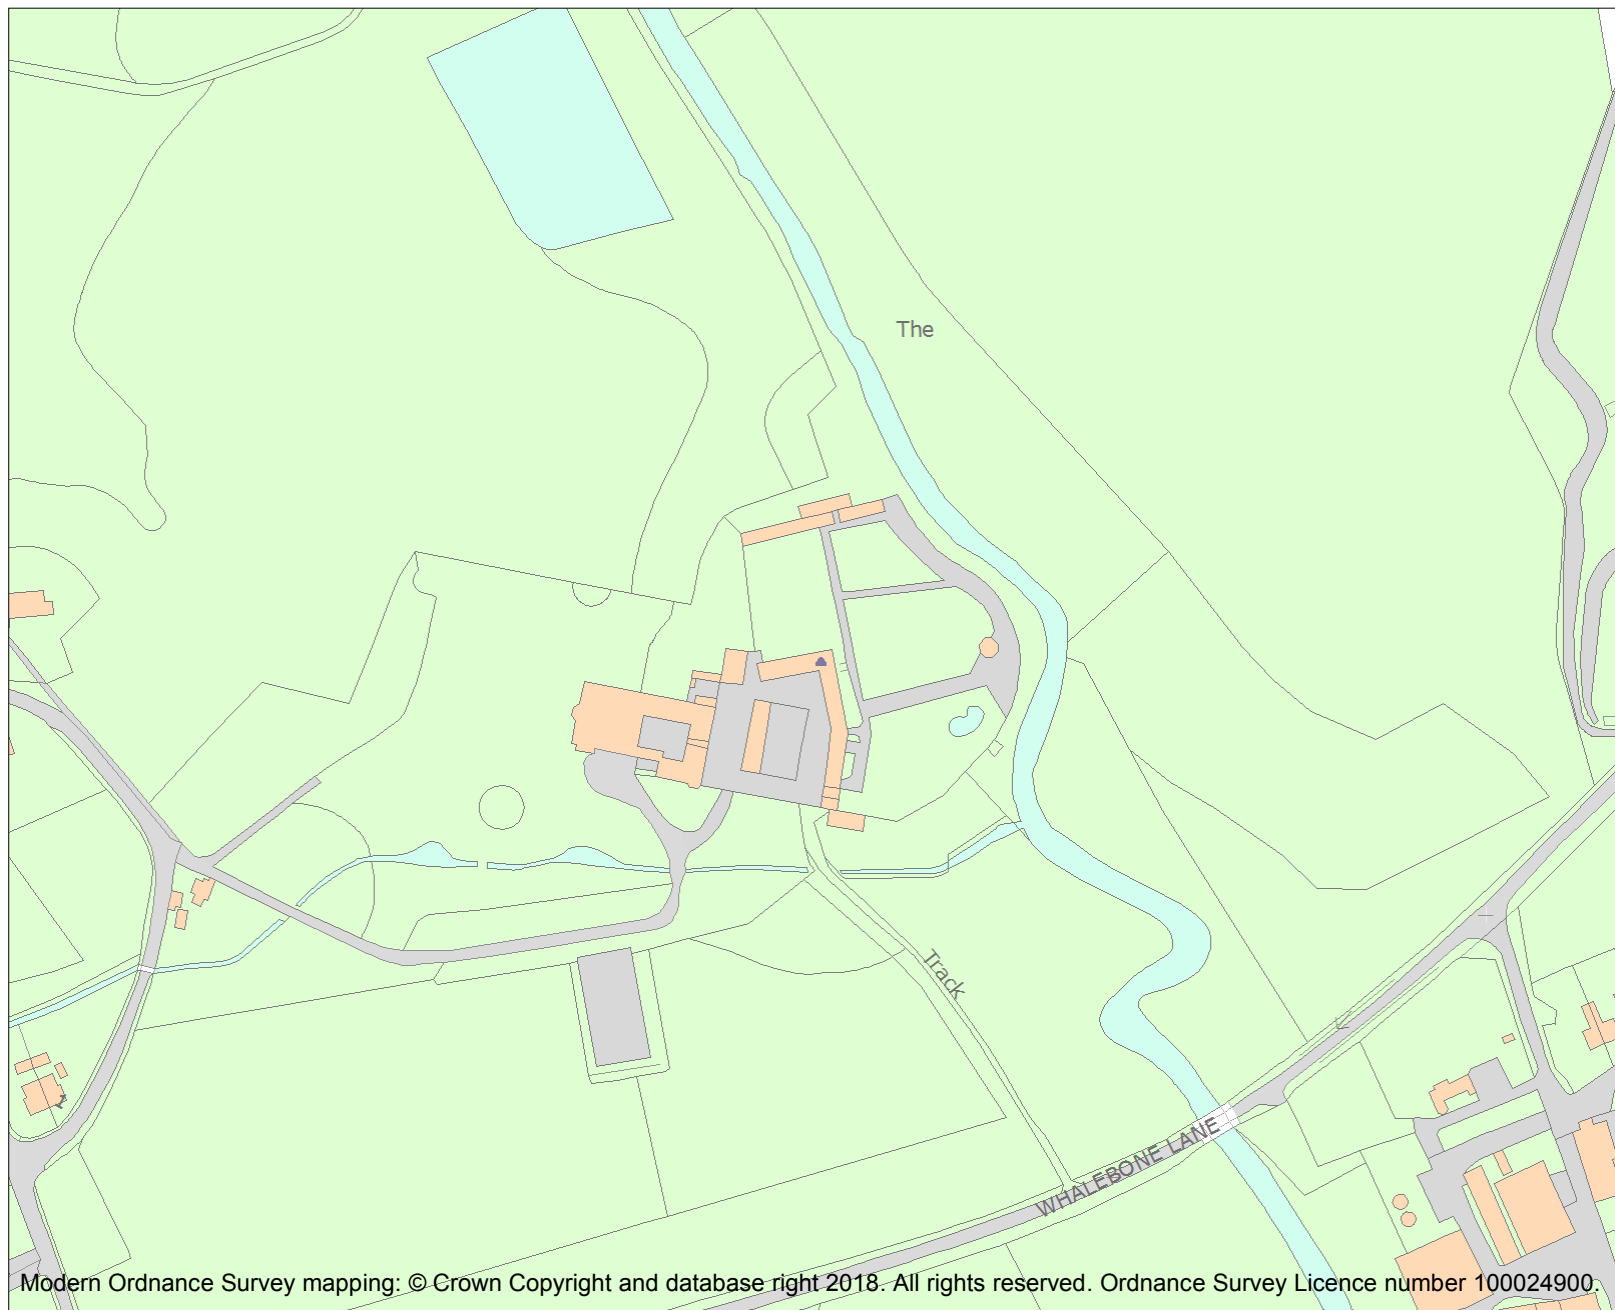 The
Track
WHALEBONE LANE
Modern Ordnance Survey mapping: © Crown Copyright and database right 2018. All rights reserved. Ordnance Survey Licence number 100024900.